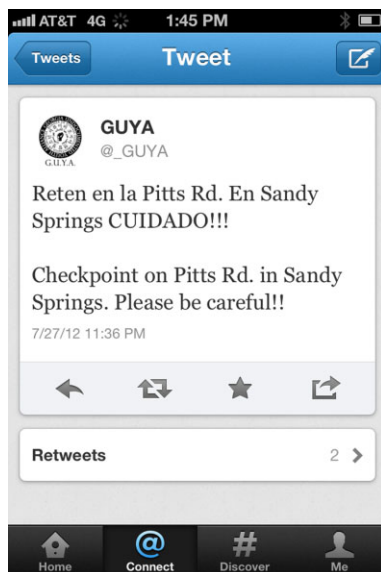 AT&T 4G 1:45 PM
Tweets Tweet
GUYA
@_GUYA
G.U.Y.A.
Reten en la Pitts Rd. En Sandy
Springs CUIDADO!!!
Checkpoint on Pitts Rd. in Sandy
Springs. Please be careful!!
7/27/12 11:36 PM
Retweets 2
Home Connect Discover Me